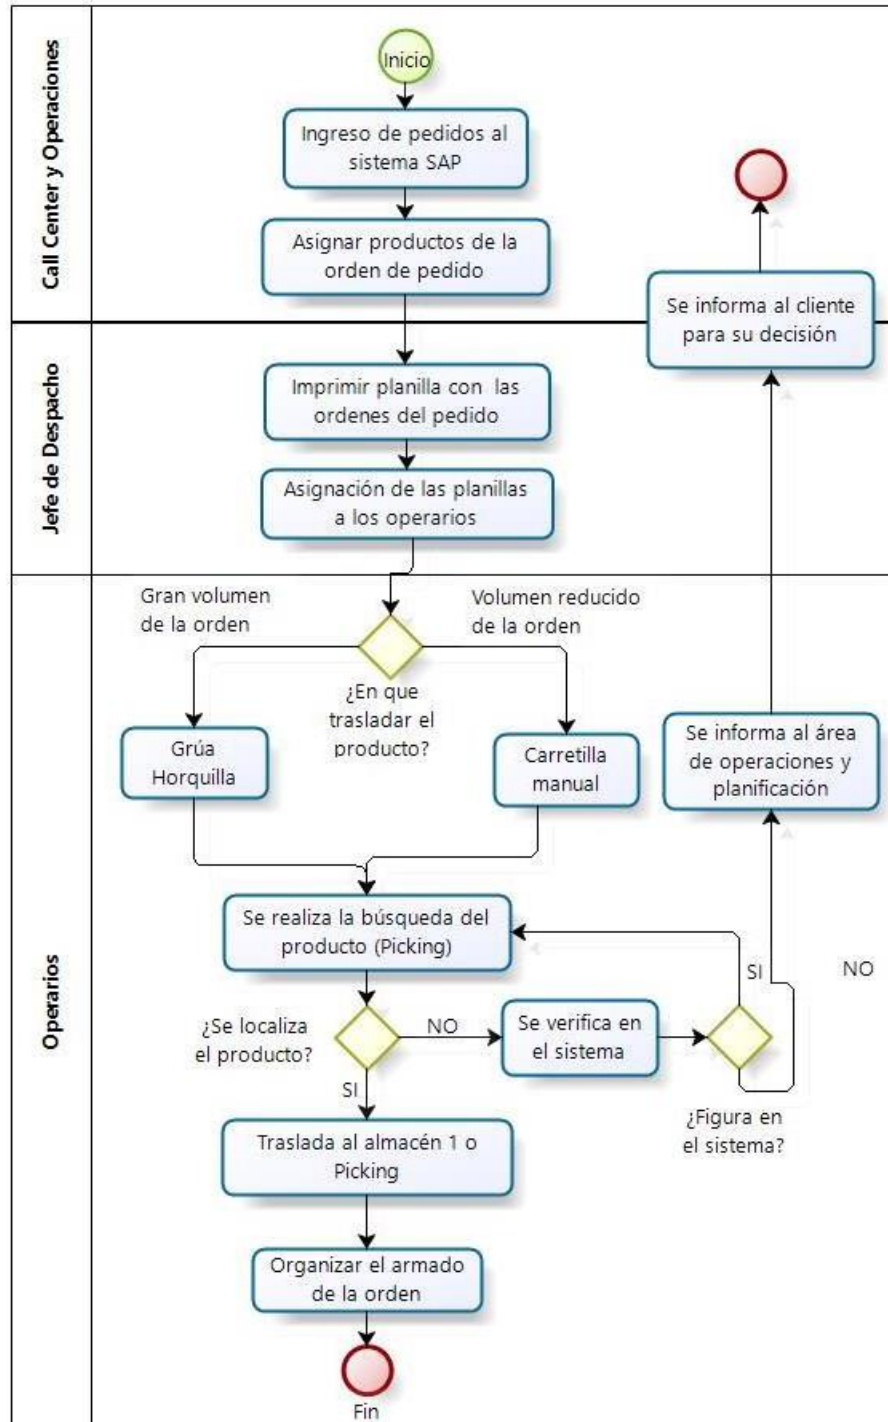 Call Center y Operaciones
Inicio
Ingreso de pedidos al
sistema SAP
Asignar productos de la
orden de pedido
Se informa al cliente
para su decisión
Jefe de Despacho
Imprimir planilla con las
ordenes del pedido
Asignación de las planillas
a los operarios
Operarios
Gran volumen
de la orden
Volumen reducido
de la orden
¿En que
trasladar el
producto?
Grúa
Horquilla
Carretilla
manual
Se informa al área
de operaciones y
planificación
Se realiza la búsqueda del
producto (Picking)
SI
NO
¿Se localiza
el producto?
NO
Se verifica en
el sistema
¿Figura en
el sistema?
SI
Traslada al almacén 1 o
Picking
Organizar el armado
de la orden
Fin